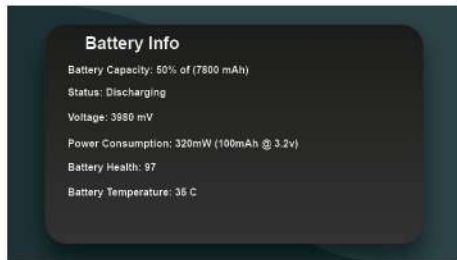 Battery Info
Battery Capacity: 50% of (7800 mAh)
Status: Discharging
Voltage: 3980 mV
Power Consumption: 320mW (100mAh @ 3.2v)
Battery Health: 97
Battery Temperature: 35 C